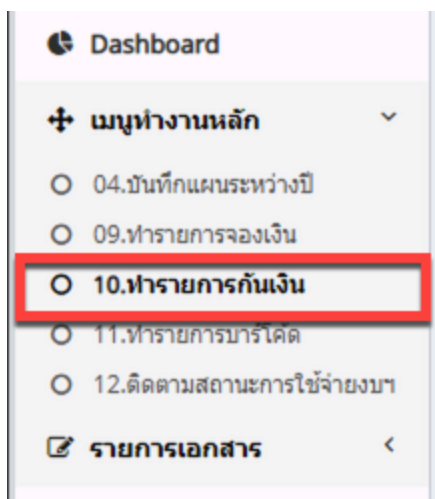 Dashboard
เมนูทำงานหลัก
04.บันทึกแผนระหว่างปี
09.ทำรายการจองเงิน
10.ทำรายการกันเงิน
11.ทำรายการบาร์โค้ด
12.ติดตามสถานะการใช้จ่ายงบฯ
รายการเอกสาร